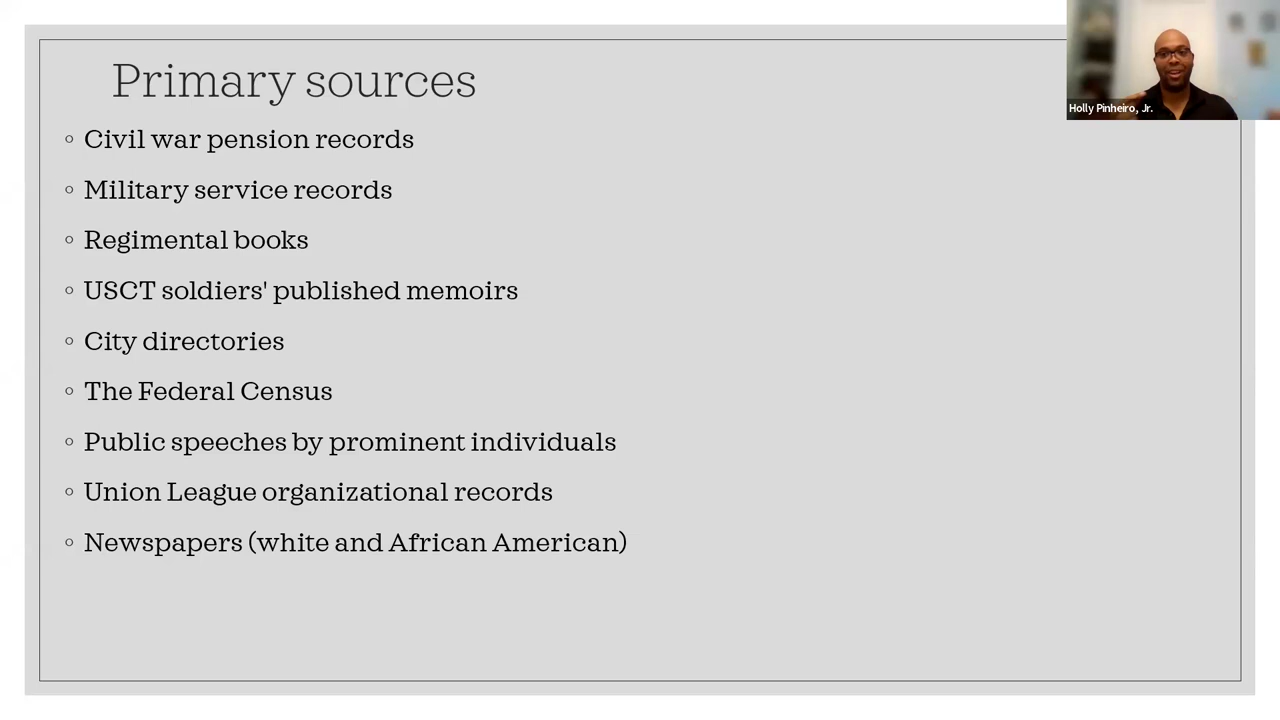 Primary sources
Civil war pension records
Military service records
Regimental books
USCT soldiers' published memoirs
City directories
The Federal Census
Public speeches by prominent individuals
Union League organizational records
Newspapers (white and African American)
Holly Pinheiro, Jr.